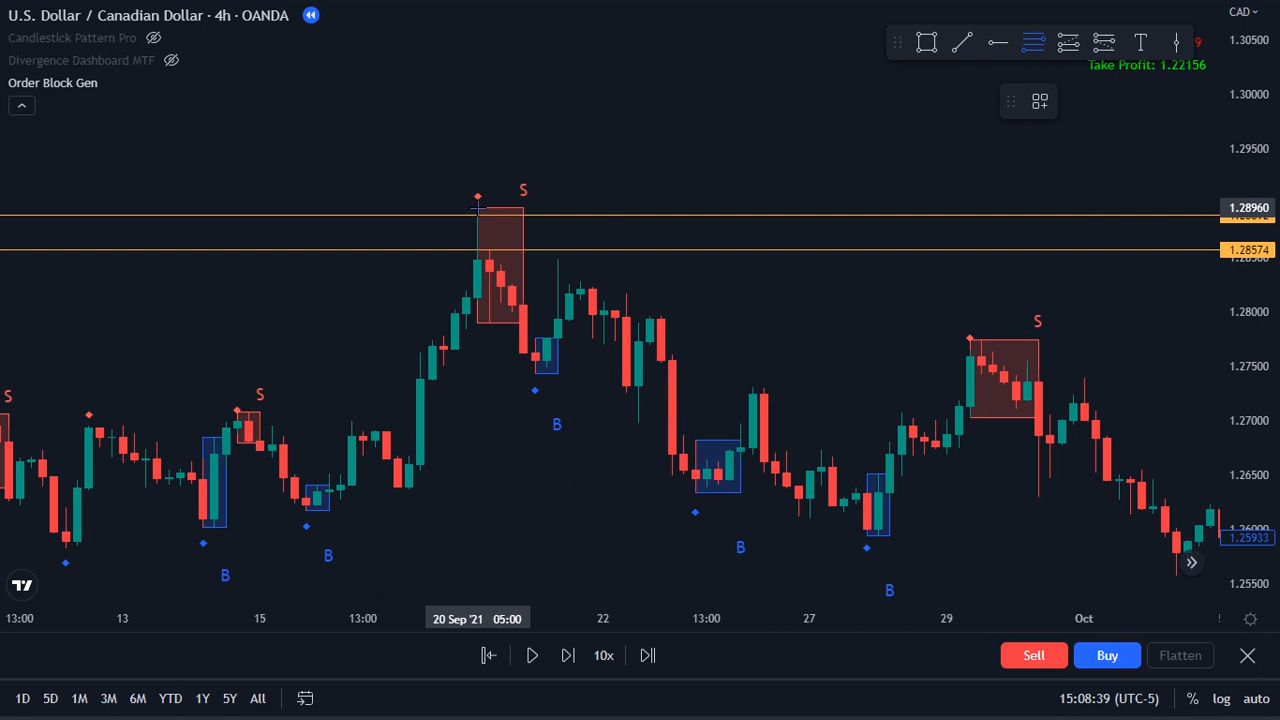 U.S. Dollar / Canadian Dollar · 4h · OANDA
Candlestick Pattern Pro
Divergence Dashboard MTF
Order Block Gen
CAD
9
Take Profit: 1.22156
1.30500
1.30000
1.29500
1.28960
1.28574
1.28000
1.27500
1.27000
1.26500
1.25933
1.25500
S
S
S
S
B
B
B
B
B
13:00
13
15
13:00
20 Sep '21 05:00
22
13:00
27
29
Oct
10x
Sell
Buy
Flatten
1D 5D 1M 3M 6M YTD 1Y 5Y All
15:08:39 (UTC-5) % log auto